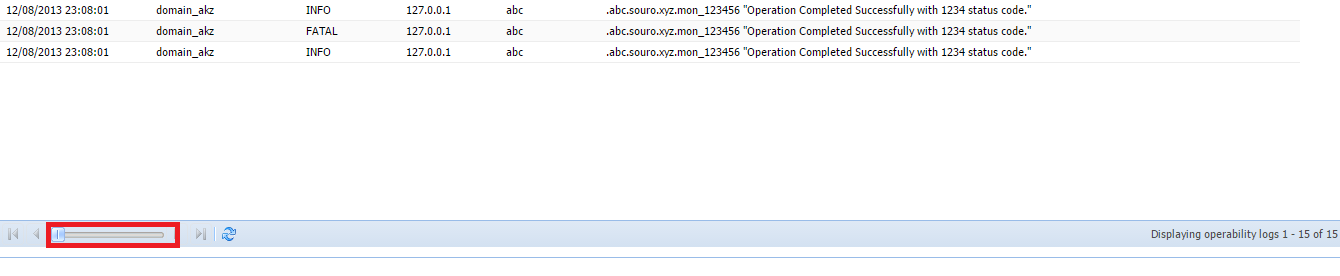 12/08/2013 23:08:01 domain_akz INFO 127.0.0.1 abc .abc.souro.xyz.mon_123456 "Operation Completed Successfully with 1234 status code."
12/08/2013 23:08:01 domain_akz FATAL 127.0.0.1 abc .abc.souro.xyz.mon_123456 "Operation Completed Successfully with 1234 status code."
12/08/2013 23:08:01 domain_akz INFO 127.0.0.1 abc .abc.souro.xyz.mon_123456 "Operation Completed Successfully with 1234 status code."
Displaying operability logs 1 - 15 of 15